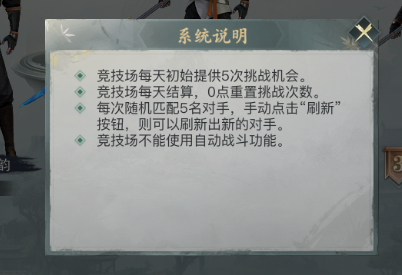 系统说明
竞技场每天初始提供5次挑战机会。
竞技场每天结算，0点重置挑战次数。
每次随机匹配5名对手，手动点击“刷新”
按钮，则可以刷新出新的对手。
竞技场不能使用自动战斗功能。
韵
3